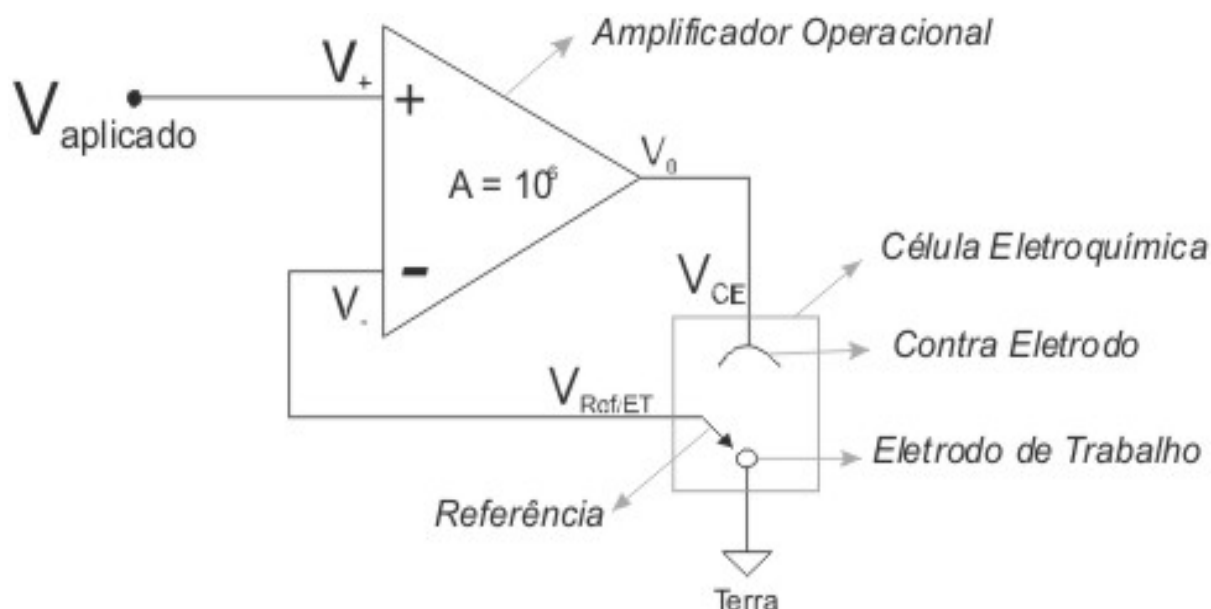 Amplificador Operacional
V+
+
Vaplicado
V0
A = 10⁶
Célula Eletroquímica
-
V-
VCE
Contra Eletrodo
VRef/ET
Eletrodo de Trabalho
Referência
Terra